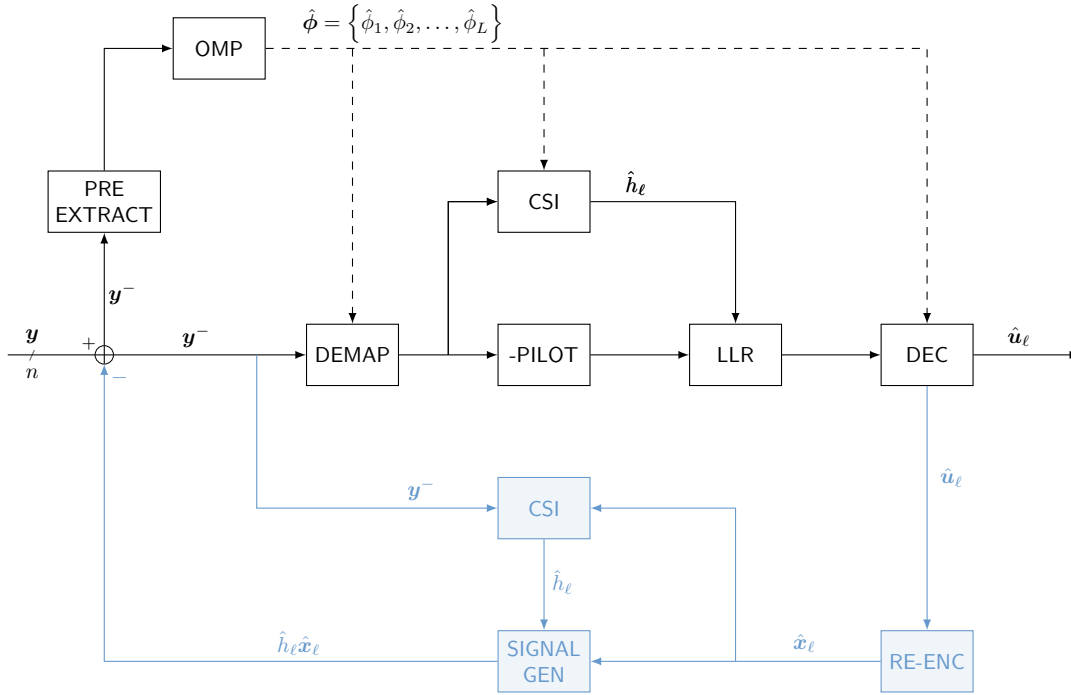 ϕ̂ = {ϕ̂₁, ϕ̂₂, …, ϕ̂_L}
OMP
PRE
EXTRACT
CSI
ĥ_ℓ
y⁻
y
n
+
−
y⁻
DEMAP
-PILOT
LLR
DEC
û_ℓ
y⁻
CSI
û_ℓ
ĥ_ℓ
ĥ_ℓ x̂_ℓ
SIGNAL
GEN
x̂_ℓ
RE-ENC